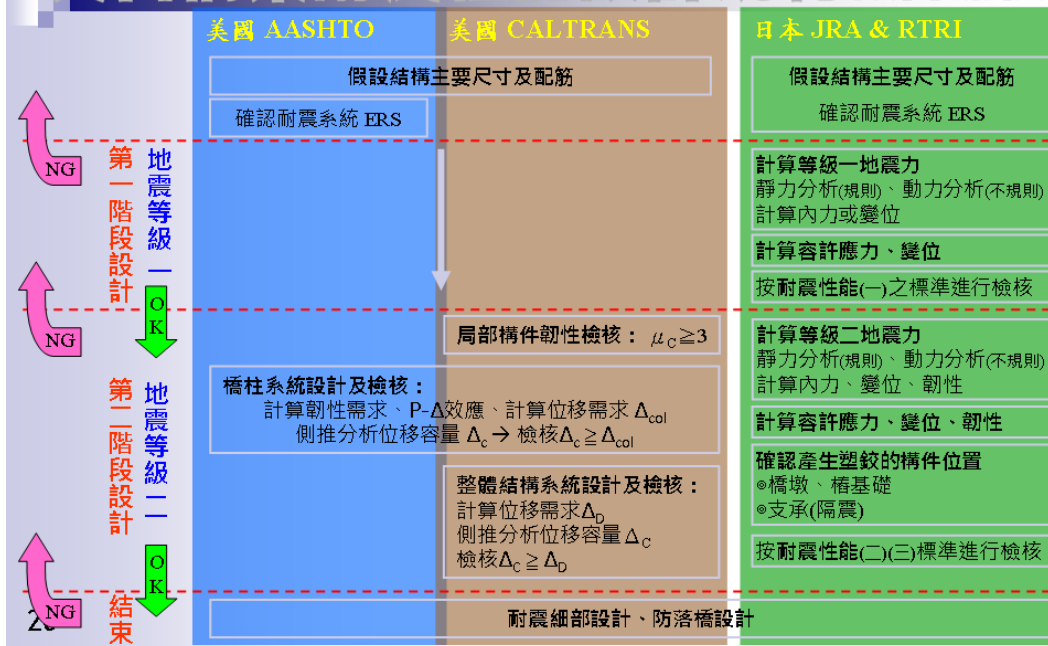 美國 AASHTO
美國 CALTRANS
日本 JRA & RTRI
假設結構主要尺寸及配筋
確認耐震系統 ERS
假設結構主要尺寸及配筋
確認耐震系統 ERS
NG
第一階段設計
地震等級一
OK
計算等級一地震力
靜力分析(規則)、動力分析(不規則)
計算內力或變位
計算容許應力、變位
按耐震性能(一)之標準進行檢核
NG
第二階段設計
地震等級二
OK
局部構件韌性檢核： μC≧3
橋柱系統設計及檢核：
計算韌性需求、P-Δ效應、計算位移需求 Δcol
側推分析位移容量 Δc → 檢核Δc ≧ Δcol
整體結構系統設計及檢核：
計算位移需求ΔD
側推分析位移容量 ΔC
檢核ΔC ≧ ΔD
計算等級二地震力
靜力分析(規則)、動力分析(不規則)
計算內力、變位、韌性
計算容許應力、變位、韌性
確認產生塑鉸的構件位置
◎橋墩、樁基礎
◎支承(隔震)
按耐震性能(二)(三)標準進行檢核
NG
結束
耐震細部設計、防落橋設計